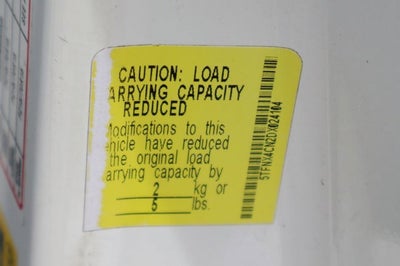 CAUTION: LOAD
ARRYING CAPACITY
REDUCED
Modifications to this
ehicle have reduced
the original load
arrying capacity by
2 kg or
5 lbs.
5TFNX4CN2DX024104